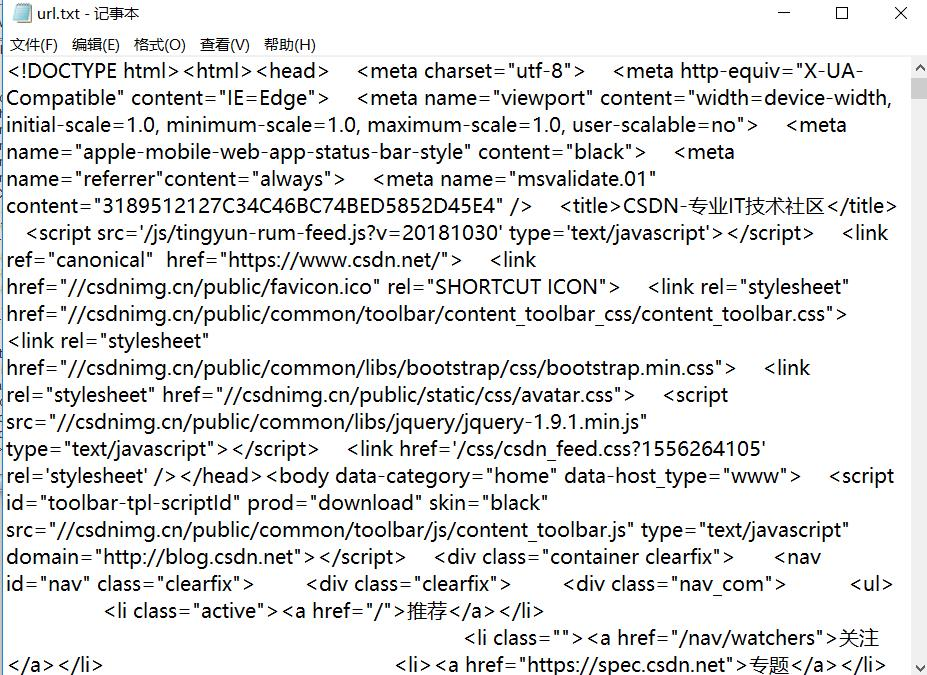 url.txt - 记事本
文件(F) 编辑(E) 格式(O) 查看(V) 帮助(H)
<!DOCTYPE html><html><head>    <meta charset="utf-8">    <meta http-equiv="X-UA-
Compatible" content="IE=Edge">    <meta name="viewport" content="width=device-width,
initial-scale=1.0, minimum-scale=1.0, maximum-scale=1.0, user-scalable=no">    <meta
name="apple-mobile-web-app-status-bar-style" content="black">    <meta
name="referrer"content="always">    <meta name="msvalidate.01"
content="3189512127C34C46BC74BED5852D45E4" />    <title>CSDN-专业IT技术社区</title>
<script src='/js/tingyun-rum-feed.js?v=20181030' type='text/javascript'></script>    <link
ref="canonical"  href="https://www.csdn.net/">    <link
href="//csdnimg.cn/public/favicon.ico" rel="SHORTCUT ICON">    <link rel="stylesheet"
href="//csdnimg.cn/public/common/toolbar/content_toolbar_css/content_toolbar.css">
<link rel="stylesheet"
href="//csdnimg.cn/public/common/libs/bootstrap/css/bootstrap.min.css">    <link
rel="stylesheet" href="//csdnimg.cn/public/static/css/avatar.css">    <script
src="//csdnimg.cn/public/common/libs/jquery/jquery-1.9.1.min.js"
type="text/javascript"></script>    <link href='/css/csdn_feed.css?1556264105'
rel='stylesheet' /></head><body data-category="home" data-host_type="www">    <script
id="toolbar-tpl-scriptId" prod="download" skin="black"
src="//csdnimg.cn/public/common/toolbar/js/content_toolbar.js" type="text/javascript"
domain="http://blog.csdn.net"></script>    <div class="container clearfix">      <nav
id="nav" class="clearfix">        <div class="clearfix">        <div class="nav_com">          <ul>
<li class="active"><a href="/">推荐</a></li>
<li class=""><a href="/nav/watchers">关注
</a></li>                                              <li><a href="https://spec.csdn.net">专题</a></li>